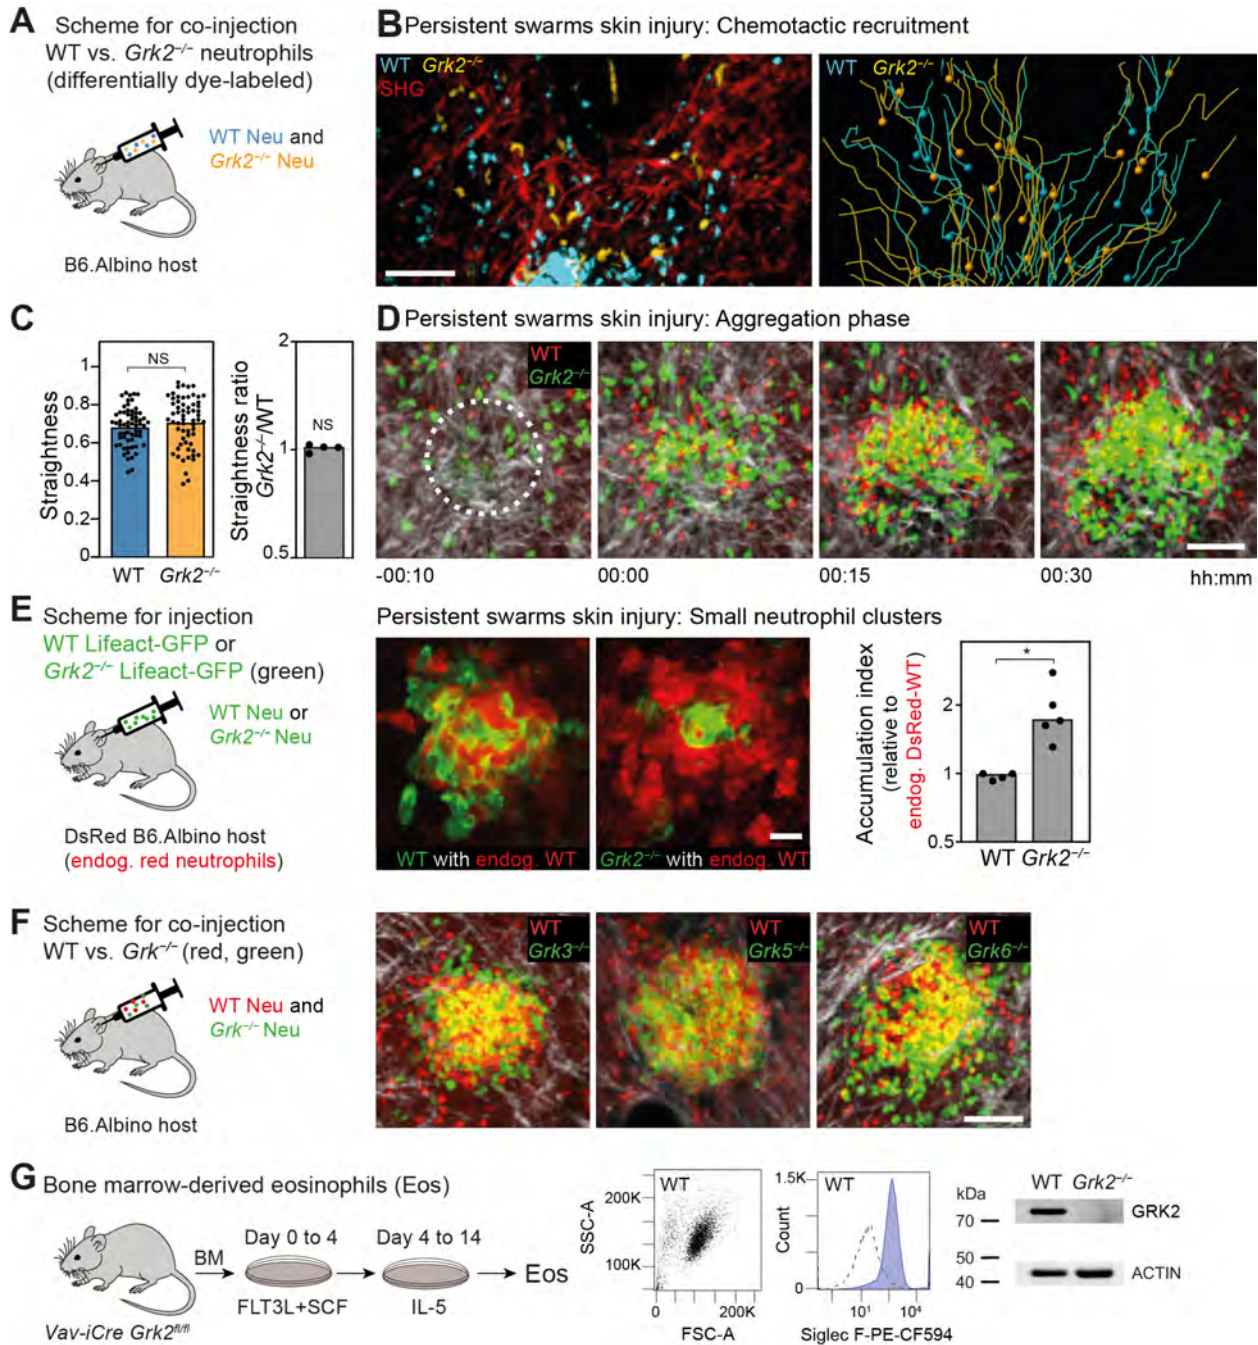 A Scheme for co-injection
WT vs. Grk2–/– neutrophils
(differentially dye-labeled)
WT Neu and
Grk2–/– Neu
B6.Albino host
B Persistent swarms skin injury: Chemotactic recruitment
WT Grk2–/–
SHG
WT Grk2–/–
C
Straightness
1
0.8
0.6
0.4
0.2
0
NS
WT Grk2–/–
Straightness ratio
Grk2–/–/WT
2
1
0.5
NS
D Persistent swarms skin injury: Aggregation phase
WT
Grk2–/–
-00:10
00:00
00:15
00:30
hh:mm
E Scheme for injection
WT Lifeact-GFP or
Grk2–/– Lifeact-GFP (green)
WT Neu or
Grk2–/– Neu
DsRed B6.Albino host
(endog. red neutrophils)
Persistent swarms skin injury: Small neutrophil clusters
WT with endog. WT
Grk2–/– with endog. WT
Accumulation index
(relative to
endog. DsRed-WT)
2
1
0.5
*
WT Grk2–/–
F Scheme for co-injection
WT vs. Grk–/– (red, green)
WT Neu and
Grk–/– Neu
B6.Albino host
WT
Grk3–/–
WT
Grk5–/–
WT
Grk6–/–
G Bone marrow-derived eosinophils (Eos)
Vav-iCre Grk2fl/fl
BM
Day 0 to 4
FLT3L+SCF
Day 4 to 14
IL-5
Eos
WT
SSC-A
200K
100K
0
0 200K
FSC-A
WT
Count
1.5K
0
10¹ 10⁴
Siglec F-PE-CF594
kDa
70
50
40
WT Grk2–/–
GRK2
ACTIN